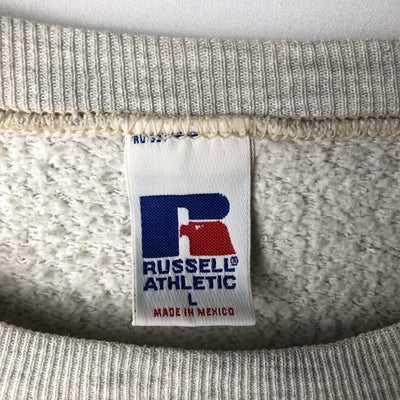 R
RUSSELL®
ATHLETIC
L
MADE IN MEXICO